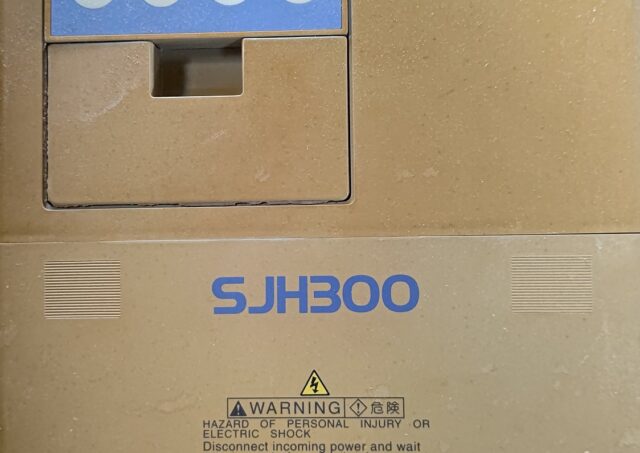 SJH300
WARNING 危険
HAZARD OF PERSONAL INJURY OR
ELECTRIC SHOCK
Disconnect incoming power and wait